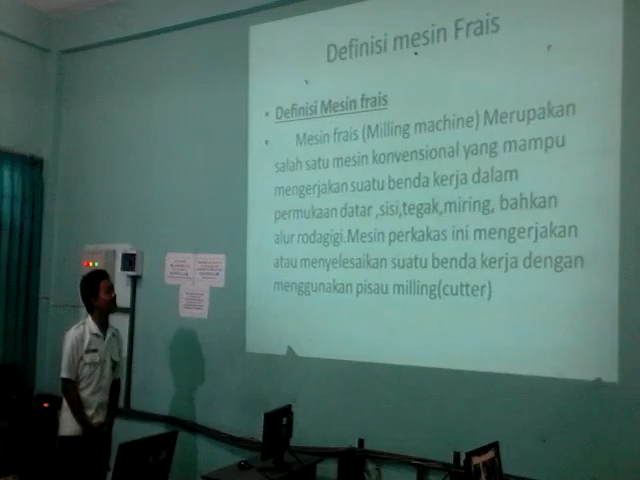 Definisi mesin Frais
• Definisi Mesin frais
• Mesin frais (Milling machine) Merupakan
salah satu mesin konvensional yang mampu
mengerjakan suatu benda kerja dalam
permukaan datar ,sisi,tegak,miring, bahkan
alur rodagigi.Mesin perkakas ini mengerjakan
atau menyelesaikan suatu benda kerja dengan
menggunakan pisau milling(cutter)